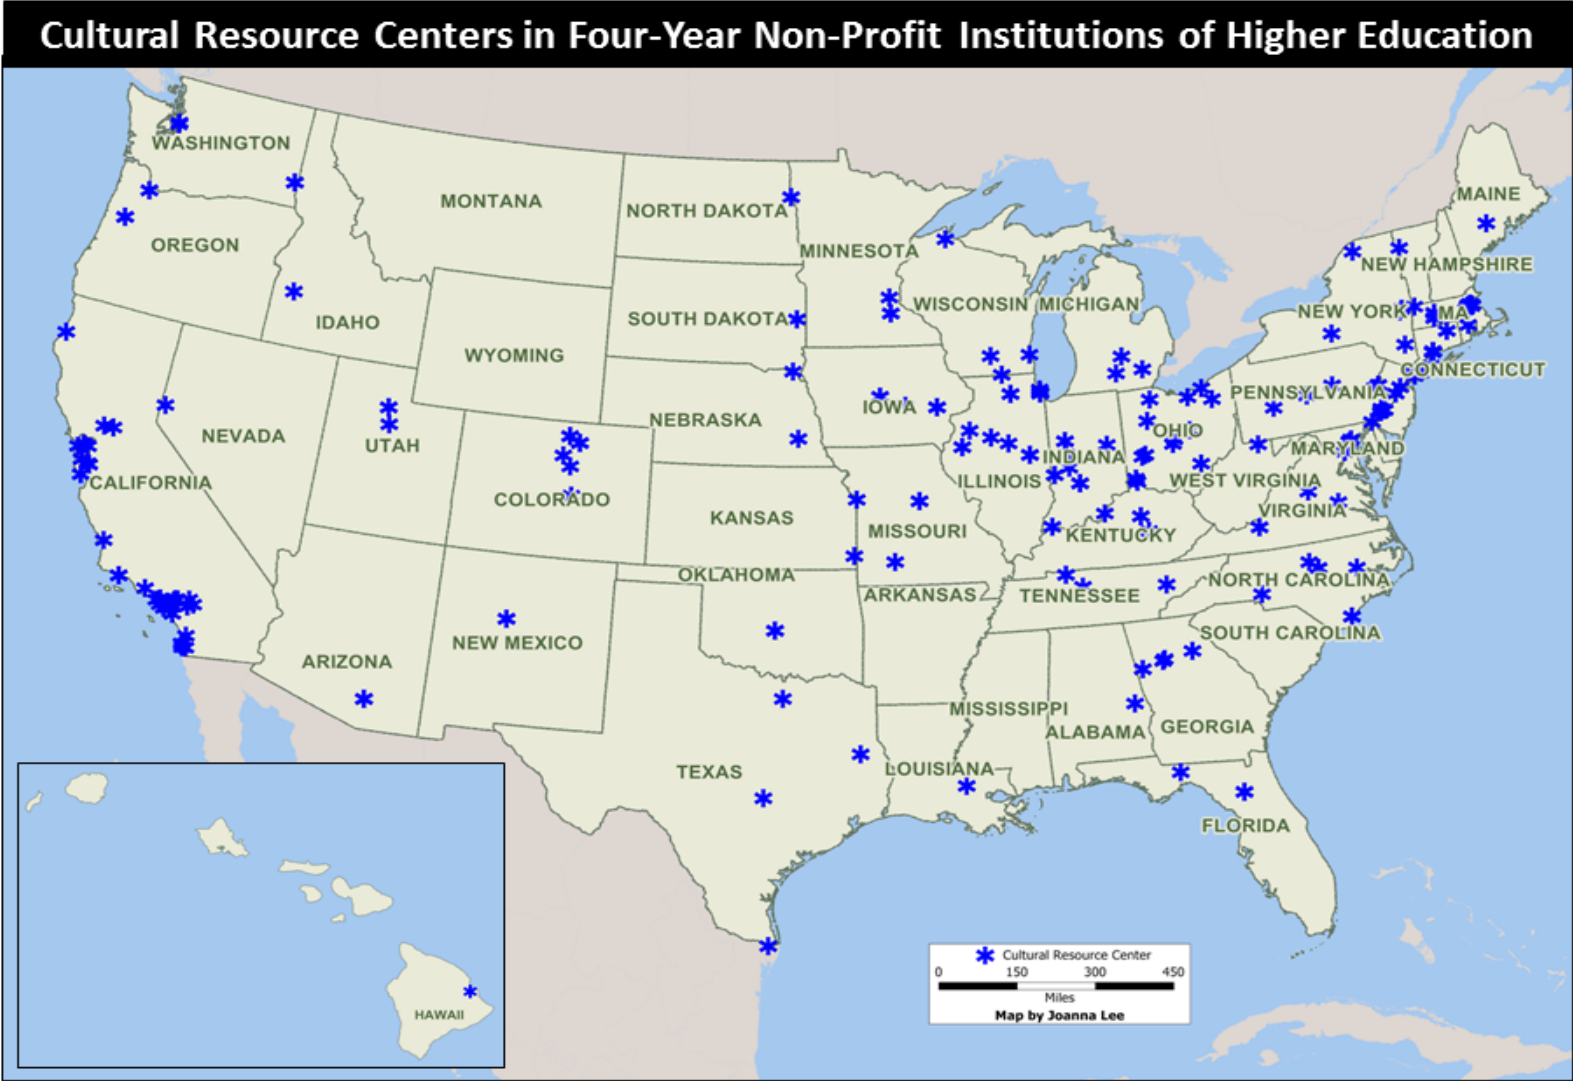 Cultural Resource Centers in Four-Year Non-Profit Institutions of Higher Education
WASHINGTON
MONTANA
NORTH DAKOTA
MINNESOTA
MAINE
OREGON
IDAHO
WYOMING
SOUTH DAKOTA
WISCONSIN
MICHIGAN
NEW YORK
NEW HAMPSHIRE
MA
CONNECTICUT
NEVADA
UTAH
COLORADO
NEBRASKA
IOWA
ILLINOIS
INDIANA
OHIO
PENNSYLVANIA
MARYLAND
CALIFORNIA
KANSAS
MISSOURI
KENTUCKY
WEST VIRGINIA
VIRGINIA
ARIZONA
NEW MEXICO
OKLAHOMA
ARKANSAS
TENNESSEE
NORTH CAROLINA
SOUTH CAROLINA
TEXAS
LOUISIANA
MISSISSIPPI
ALABAMA
GEORGIA
FLORIDA
HAWAII
Cultural Resource Center
0 150 300 450
Miles
Map by Joanna Lee